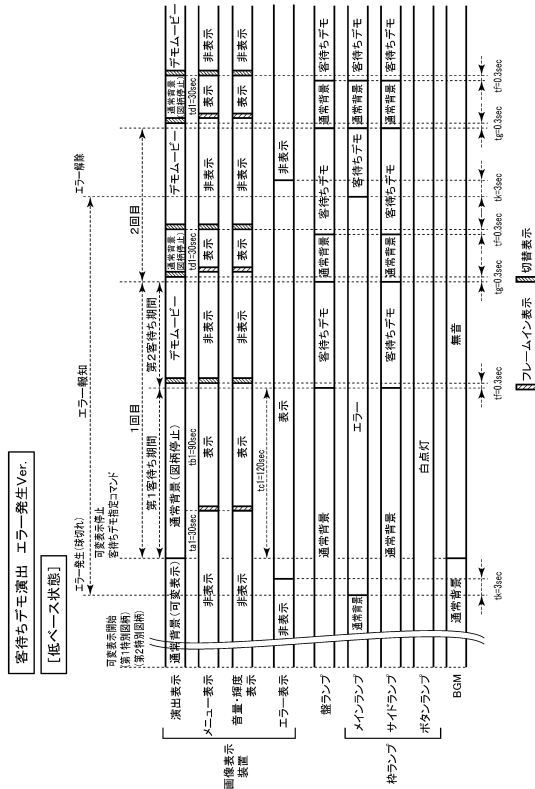 客待ちデモ演出 エラー発生Ver.
[低ベース状態]
エラー発生(球切れ)
エラー報知
エラー解除
可変表示開始
(第1特別図柄)
(第2特別図柄)
可変表示停止
客待ちデモ指定コマンド
1回目
2回目
第1客待ち期間
第2客待ち期間
画像表示
装置
演出表示
通常背景(可変表示)
通常背景(図柄停止)
デモムービー
通常背景
(図柄停止)
デモムービー
通常背景
(図柄停止)
デモムービー
ta1=30sec
tb1=90sec
td1=30sec
td1=30sec
メニュー表示
非表示
表示
非表示
表示
非表示
表示
非表示
音量・輝度
表示
非表示
表示
非表示
表示
非表示
表示
非表示
tc1=120sec
エラー表示
非表示
表示
非表示
盤ランプ
通常背景
客待ちデモ
通常背景
客待ちデモ
通常背景
客待ちデモ
枠ランプ
メインランプ
通常背景
エラー
客待ちデモ
通常背景
客待ちデモ
サイドランプ
通常背景
客待ちデモ
通常背景
客待ちデモ
通常背景
客待ちデモ
ボタンランプ
白点灯
BGM
通常背景
無音
tk=3sec
tf=0.3sec
tg=0.3sec
tf=0.3sec
tk=3sec
tg=0.3sec
tf=0.3sec
フレームイン表示
切替表示